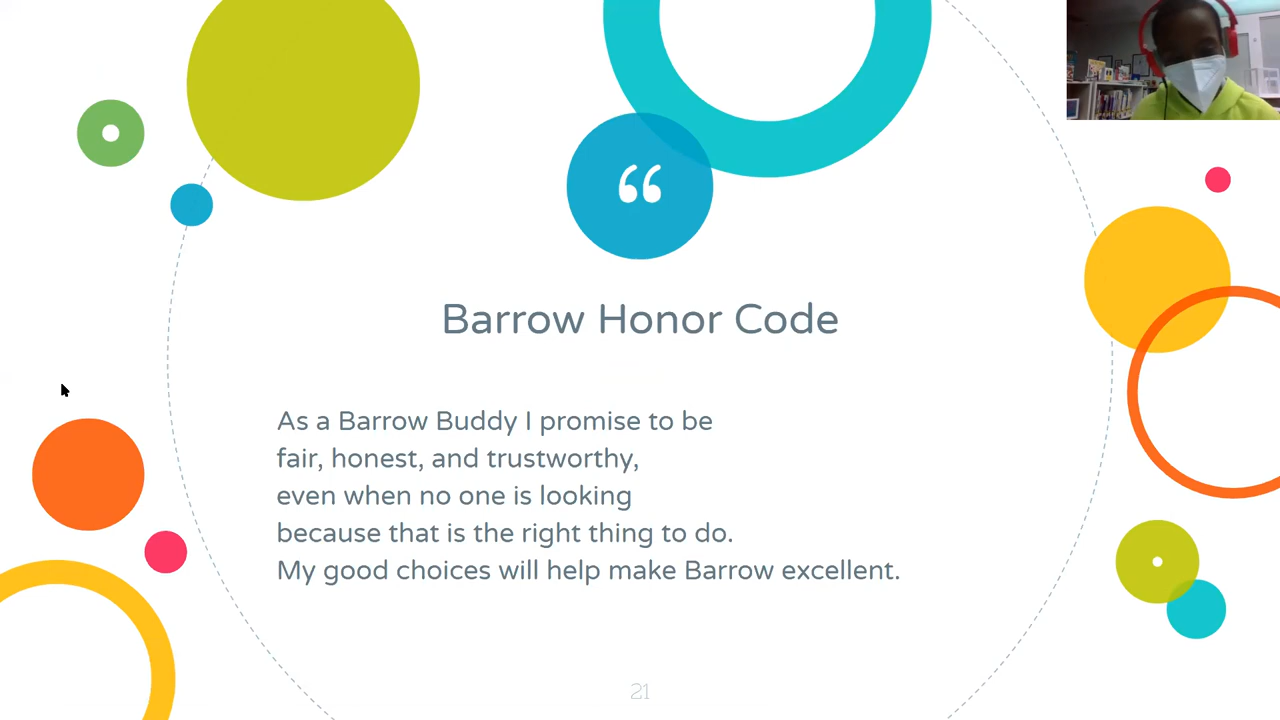 “
Barrow Honor Code
As a Barrow Buddy I promise to be
fair, honest, and trustworthy,
even when no one is looking
because that is the right thing to do.
My good choices will help make Barrow excellent.
21